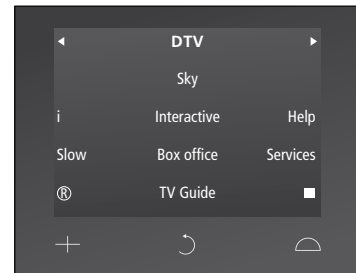 DTV
Sky
i Interactive Help
Slow Box office Services
® TV Guide